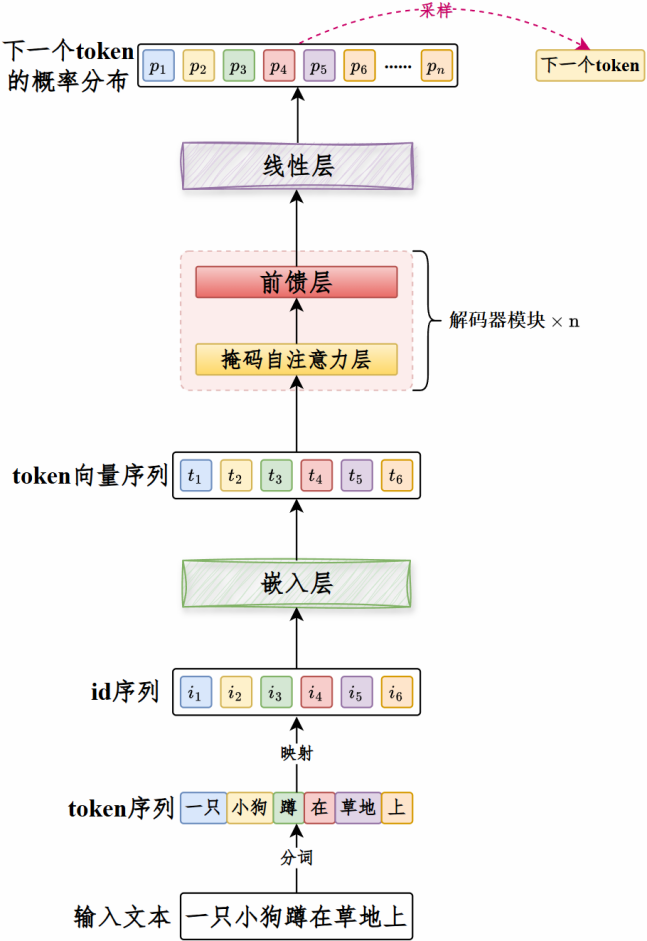 采样
下一个token
的概率分布
p1 p2 p3 p4 p5 p6 ······ pn
下一个token
线性层
前馈层
掩码自注意力层
解码器模块 × n
token向量序列
t1 t2 t3 t4 t5 t6
嵌入层
id序列
i1 i2 i3 i4 i5 i6
映射
token序列
一只 小狗 蹲 在 草地 上
分词
输入文本
一只小狗蹲在草地上